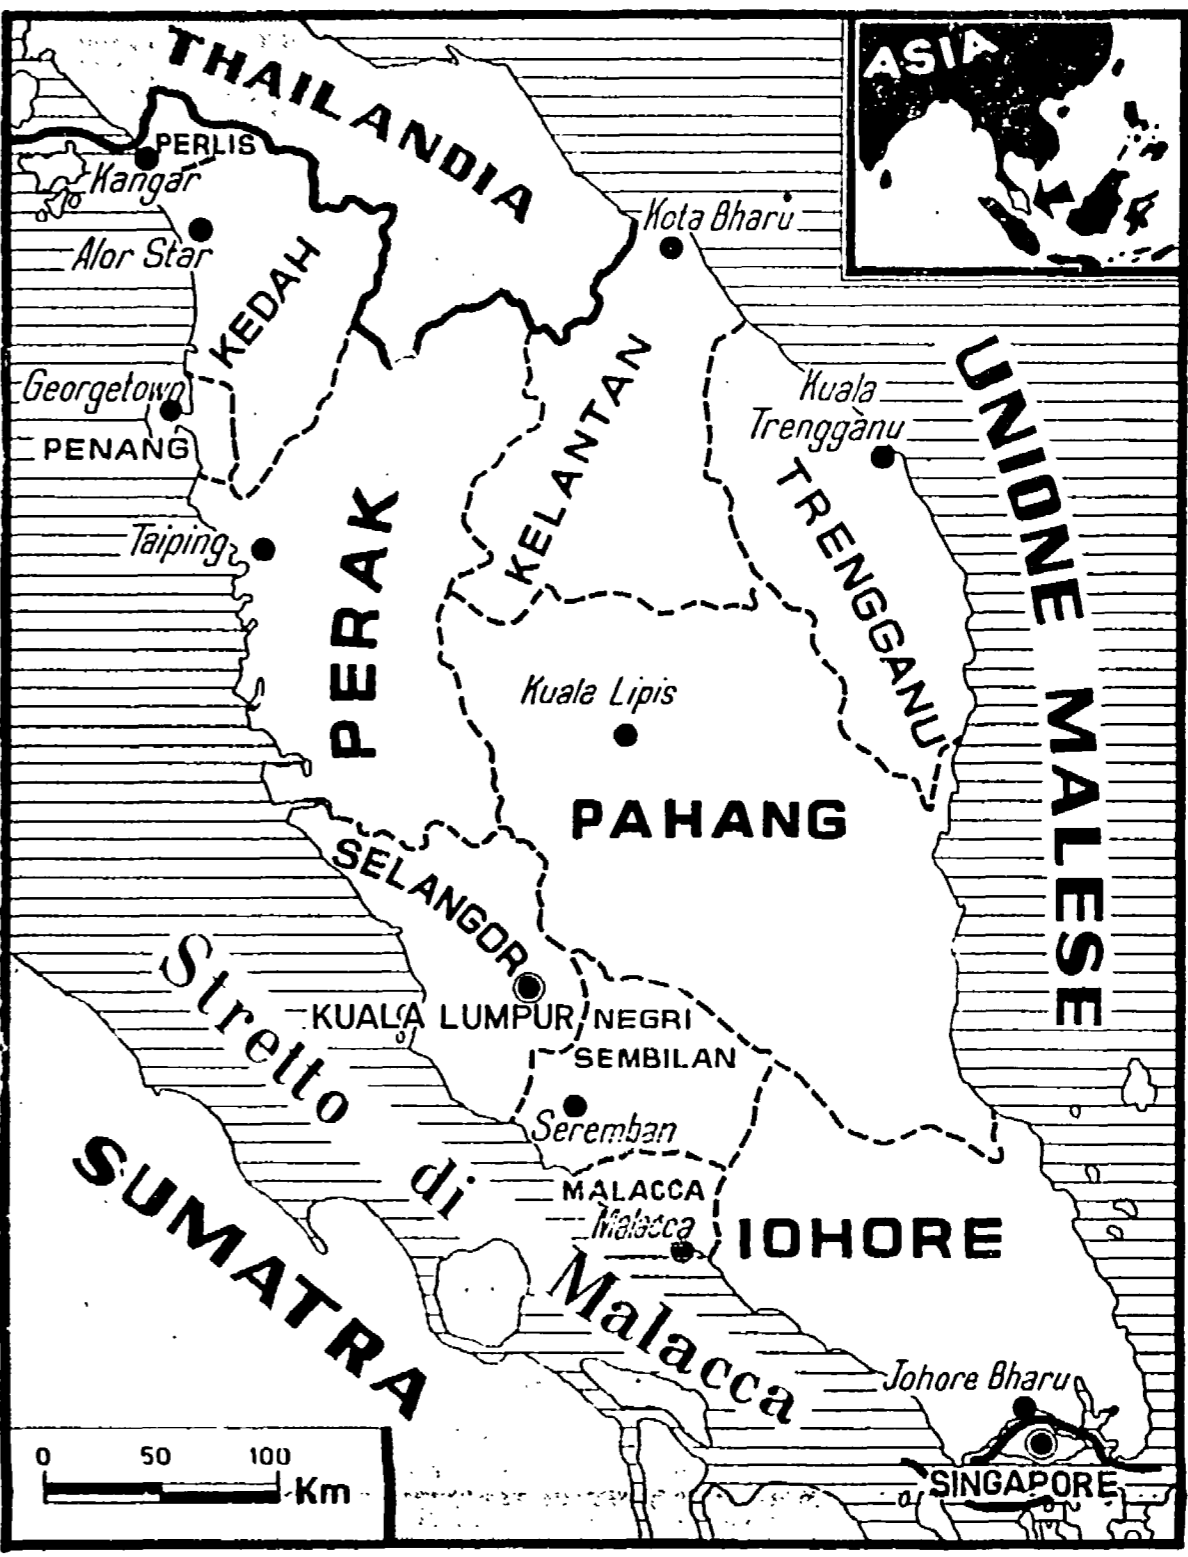 THAILANDIA
ASIA
PERLIS
Kangar
Alor Star
KEDAH
Kota Bharu
Georgetown
PENANG
KELANTAN
Kuala
Trengganu
TRENGGANU
UNIONE MALESE
Taiping
PERAK
Kuala Lipis
PAHANG
SELANGOR
KUALA LUMPUR
NEGRI
SEMBILAN
Seremban
MALACCA
Malacca
Stretto di Malacca
IOHORE
SUMATRA
Johore Bharu
SINGAPORE
0 50 100
Km